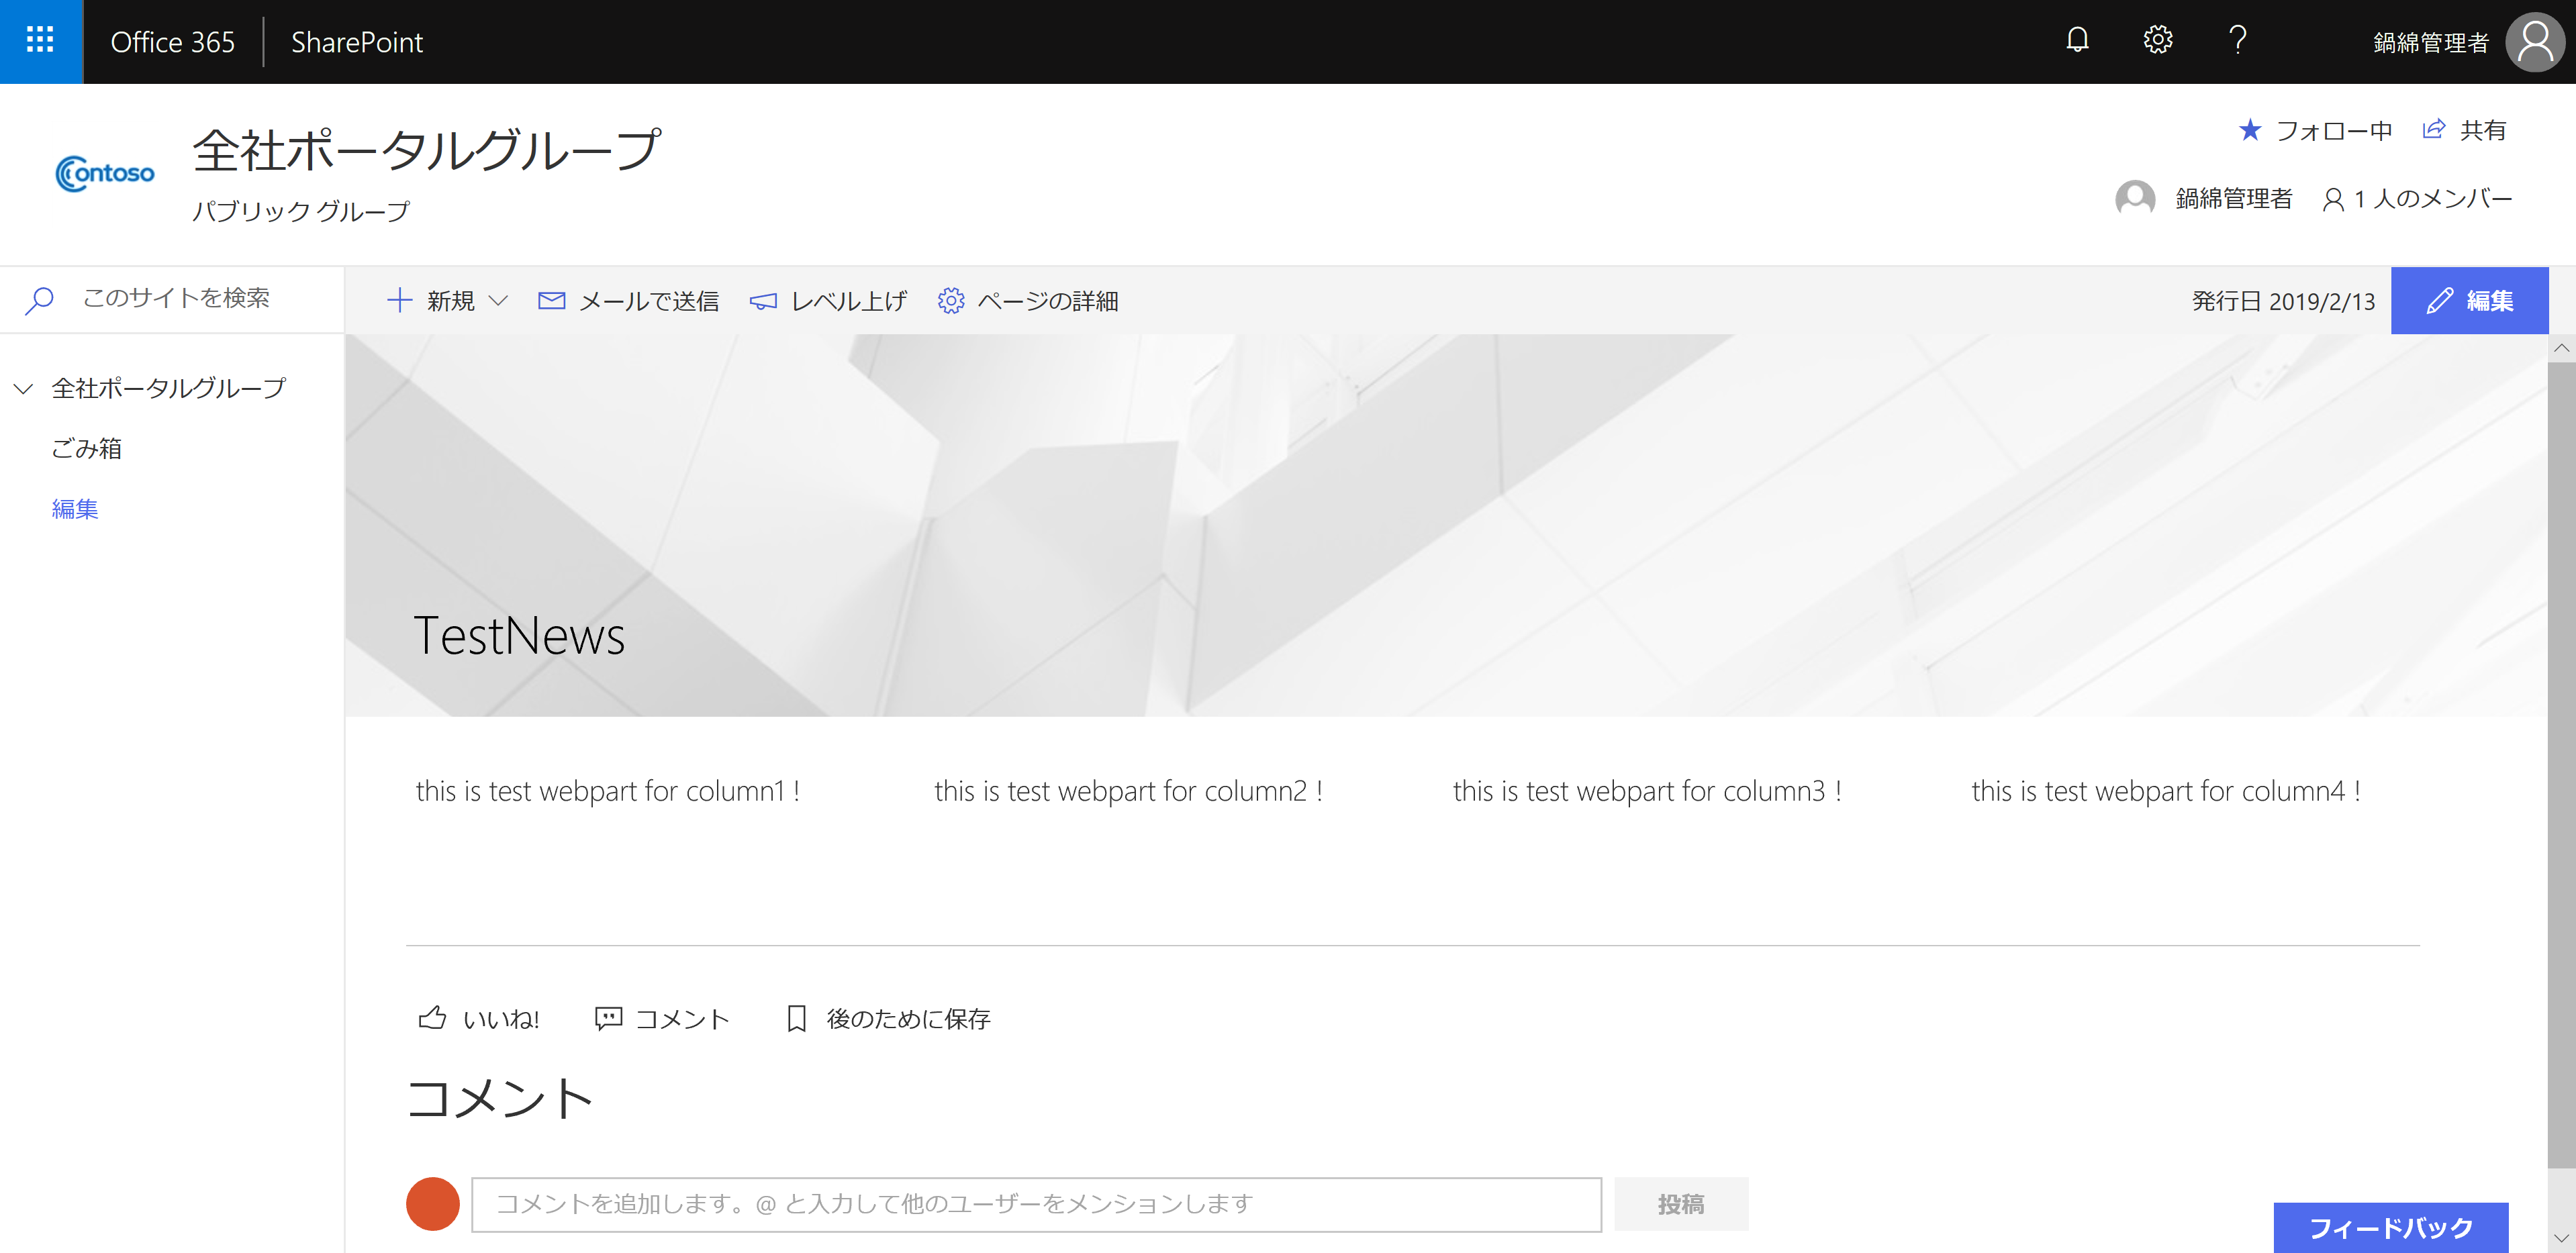 Office 365 SharePoint 鍋綿管理者
Contoso
全社ポータルグループ
パブリック グループ
フォロー中 共有
鍋綿管理者 1 人のメンバー
このサイトを検索
新規 メールで送信 レベル上げ ページの詳細 発行日 2019/2/13 編集
全社ポータルグループ
ごみ箱
編集
TestNews
this is test webpart for column1 ! this is test webpart for column2 ! this is test webpart for column3 ! this is test webpart for column4 !
いいね! コメント 後のために保存
コメント
コメントを追加します。@ と入力して他のユーザーをメンションします 投稿
フィードバック